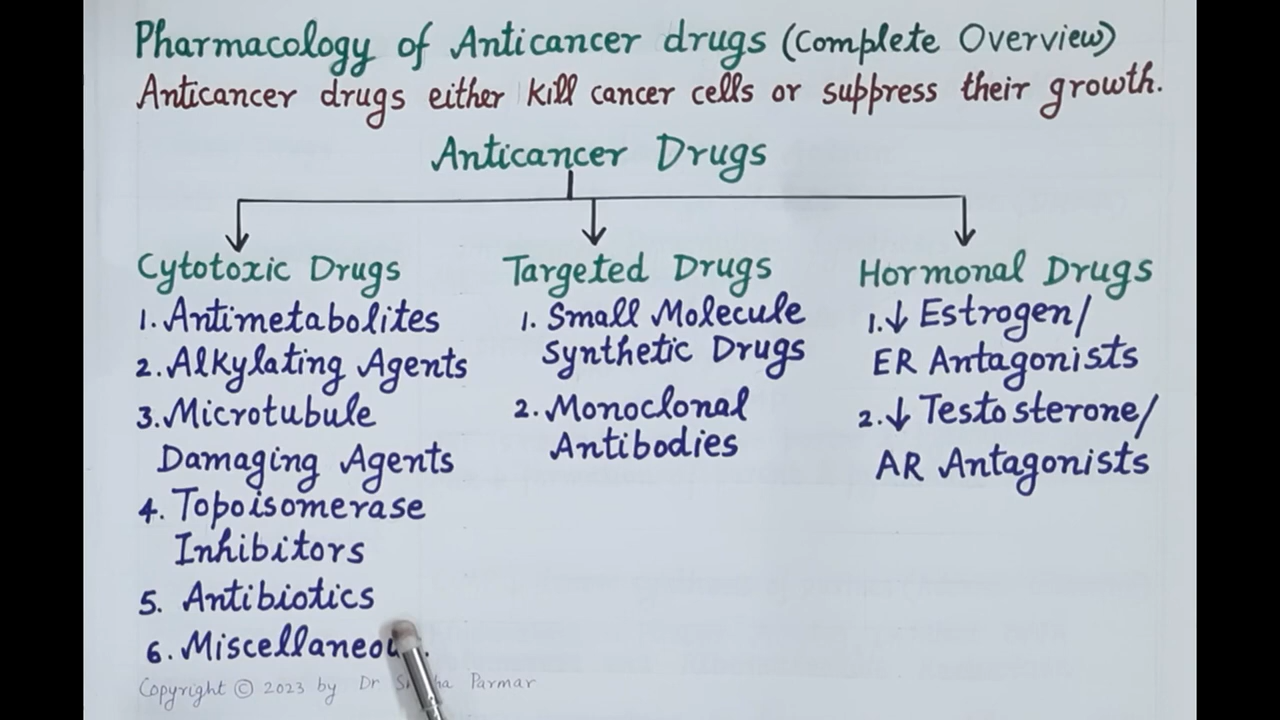 Pharmacology of Anticancer drugs (Complete Overview)
Anticancer drugs either kill cancer cells or suppress their growth.
Anticancer Drugs
Cytotoxic Drugs
1. Antimetabolites
2. Alkylating Agents
3. Microtubule
Damaging Agents
4. Topoisomerase
Inhibitors
5. Antibiotics
6.
Targeted Drugs
1. Small Molecule
Synthetic Drugs
2. Monoclonal
Antibodies
Hormonal Drugs
1. ↓ Estrogen/
ER Antagonists
2. ↓ Testosterone/
AR Antagonists
Copyright © 2023 by Dr Parmar